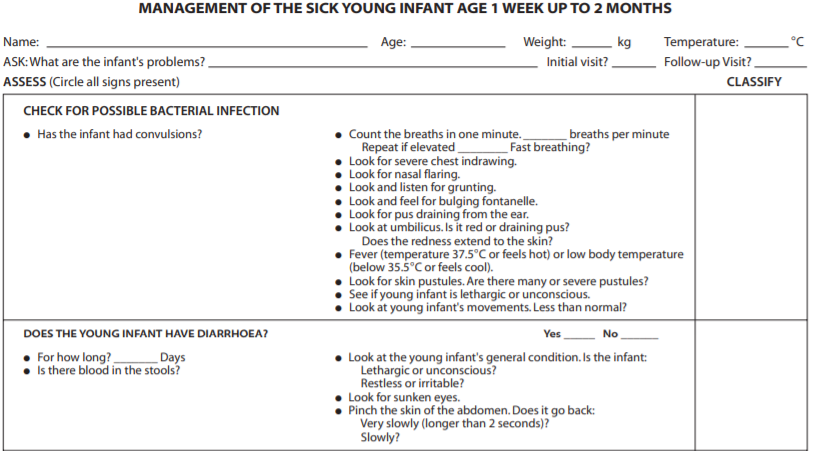 MANAGEMENT OF THE SICK YOUNG INFANT AGE 1 WEEK UP TO 2 MONTHS
Name: ____________ Age: ____________ Weight: ______ kg Temperature: ______ °C
ASK: What are the infant's problems? ____________ Initial visit? ______ Follow-up Visit? ______
ASSESS (Circle all signs present) CLASSIFY
CHECK FOR POSSIBLE BACTERIAL INFECTION
● Has the infant had convulsions?
● Count the breaths in one minute. ______ breaths per minute
Repeat if elevated ______ Fast breathing?
● Look for severe chest indrawing.
● Look for nasal flaring.
● Look and listen for grunting.
● Look and feel for bulging fontanelle.
● Look for pus draining from the ear.
● Look at umbilicus. Is it red or draining pus?
Does the redness extend to the skin?
● Fever (temperature 37.5°C or feels hot) or low body temperature
(below 35.5°C or feels cool).
● Look for skin pustules. Are there many or severe pustules?
● See if young infant is lethargic or unconscious.
● Look at young infant's movements. Less than normal?
DOES THE YOUNG INFANT HAVE DIARRHOEA? Yes _____ No ______
● For how long? _______ Days
● Is there blood in the stools?
● Look at the young infant's general condition. Is the infant:
Lethargic or unconscious?
Restless or irritable?
● Look for sunken eyes.
● Pinch the skin of the abdomen. Does it go back:
Very slowly (longer than 2 seconds)?
Slowly?